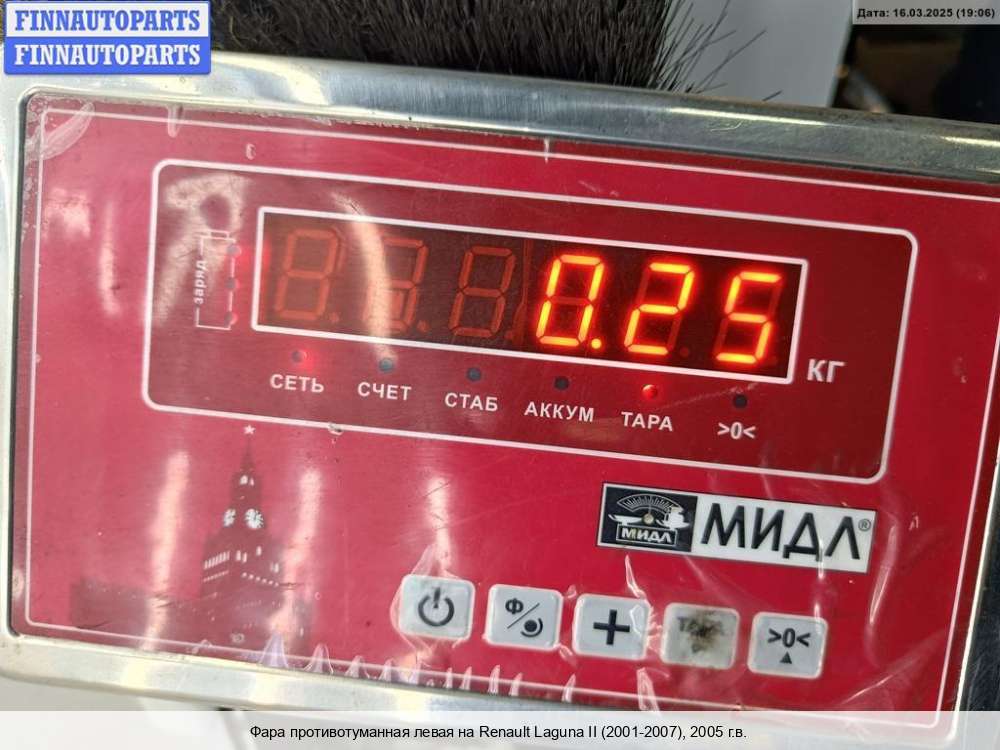 FINNAUTOPARTS
FINNAUTOPARTS
Дата: 16.03.2025 (19:06)
заряд
0.25
КГ
СЕТЬ СЧЕТ СТАБ АККУМ ТАРА >0<
МИДЛ МИДЛ®
Ф/ + ТАРА >0<
Фара противотуманная левая на Renault Laguna II (2001-2007), 2005 г.в.